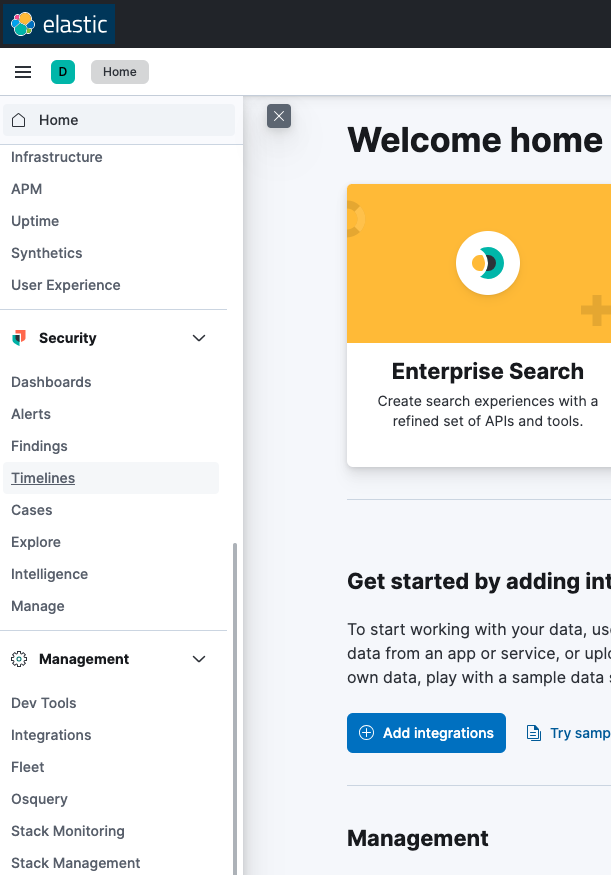 elastic
D
Home
Home
Infrastructure
APM
Uptime
Synthetics
User Experience
Security
Dashboards
Alerts
Findings
Timelines
Cases
Explore
Intelligence
Manage
Management
Dev Tools
Integrations
Fleet
Osquery
Stack Monitoring
Stack Management
Welcome home
Enterprise Search
Create search experiences with a
refined set of APIs and tools.
Get started by adding int
To start working with your data, use
data from an app or service, or uplo
own data, play with a sample data s
Add integrations
Try samp
Management